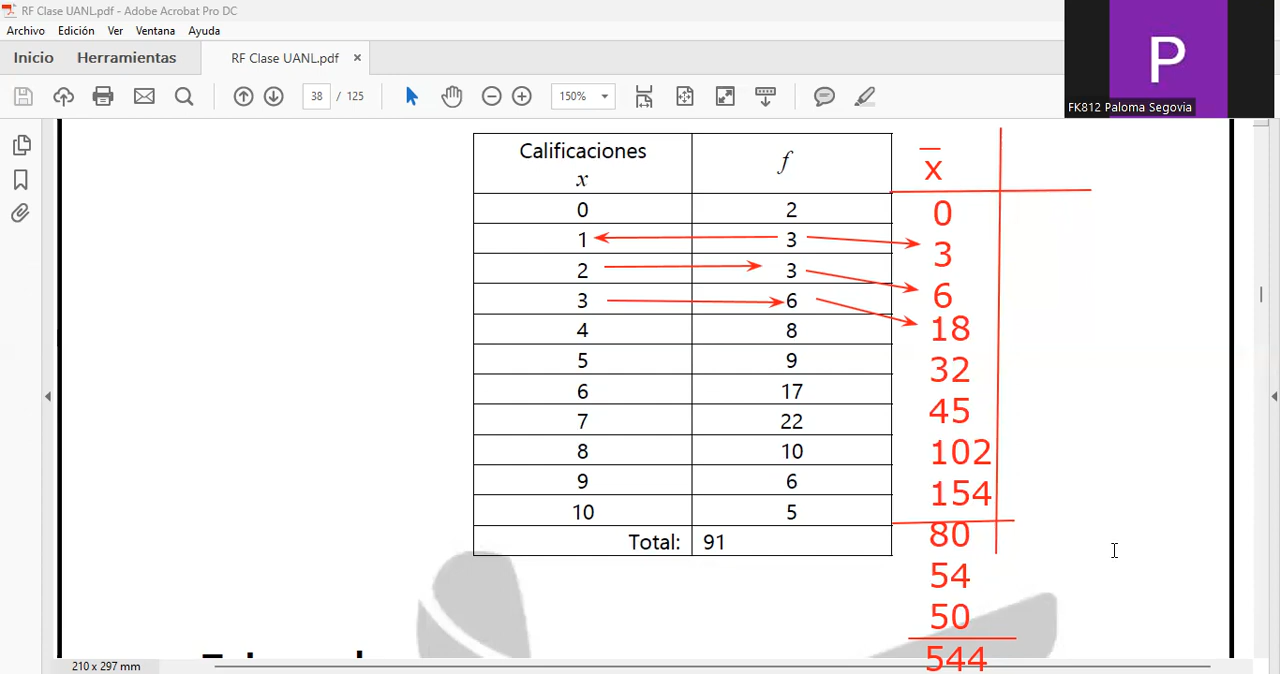 RF Clase UANL.pdf - Adobe Acrobat Pro DC
Archivo Edición Ver Ventana Ayuda
Inicio Herramientas RF Clase UANL.pdf ×
38 / 125 150%
P
FK812 Paloma Segovia
Calificaciones x f x̄
0 2 0
1 3 3
2 3 6
3 6 18
4 8 32
5 9 45
6 17 102
7 22 154
8 10 80
9 6 54
10 5 50
Total: 91
544
210 x 297 mm